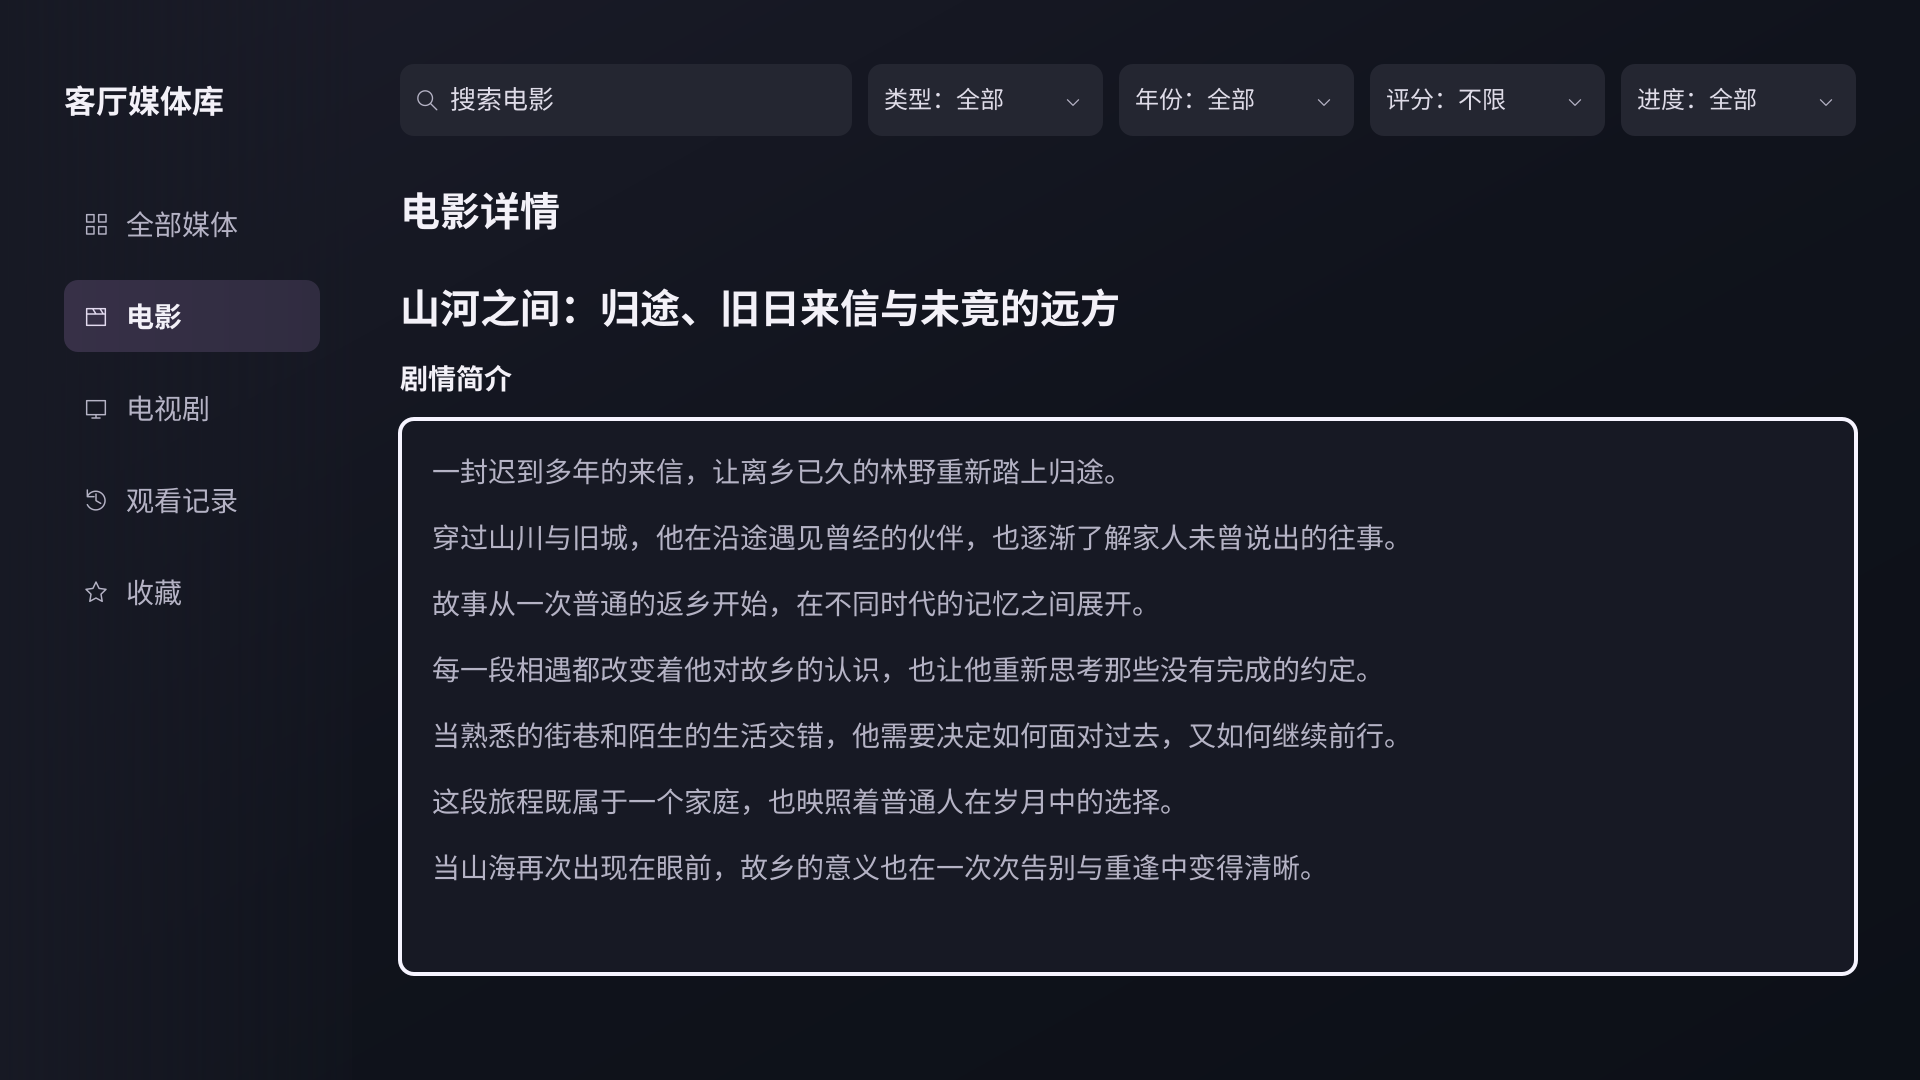 客厅媒体库
搜索电影
类型：全部
年份：全部
评分：不限
进度：全部
全部媒体
电影
电视剧
观看记录
收藏
电影详情
山河之间：归途、旧日来信与未竟的远方
剧情简介
一封迟到多年的来信，让离乡已久的林野重新踏上归途。
穿过山川与旧城，他在沿途遇见曾经的伙伴，也逐渐了解家人未曾说出的往事。
故事从一次普通的返乡开始，在不同时代的记忆之间展开。
每一段相遇都改变着他对故乡的认识，也让他重新思考那些没有完成的约定。
当熟悉的街巷和陌生的生活交错，他需要决定如何面对过去，又如何继续前行。
这段旅程既属于一个家庭，也映照着普通人在岁月中的选择。
当山海再次出现在眼前，故乡的意义也在一次次告别与重逢中变得清晰。